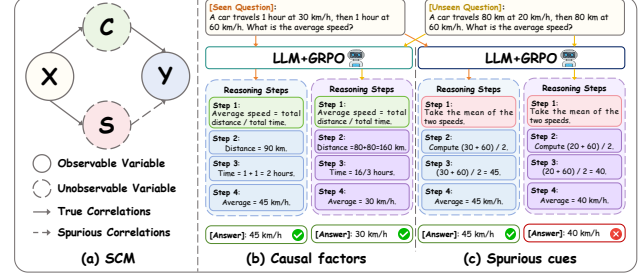 C
X
Y
S
Observable Variable
Unobservable Variable
True Correlations
Spurious Correlations
(a) SCM
[Seen Question]:
A car travels 1 hour at 30 km/h, then 1 hour at
60 km/h. What is the average speed?
[Unseen Question]:
A car travels 80 km at 20 km/h, then 80 km at
60 km/h. What is the average speed?
LLM+GRPO
LLM+GRPO
Reasoning Steps
Step 1:
Average speed = total
distance / total time.
Step 2:
Distance = 90 km.
Step 3:
Time = 1 + 1 = 2 hours.
Step 4:
Average = 45 km/h.
[Answer]: 45 km/h
Reasoning Steps
Step 1:
Average speed = total
distance / total time.
Step 2:
Distance=80+80=160 km.
Step 3:
Time = 16/3 hours.
Step 4:
Average = 30 km/h.
[Answer]: 30 km/h
(b) Causal factors
Reasoning Steps
Step 1:
Take the mean of the
two speeds.
Step 2:
Compute (30 + 60) / 2.
Step 3:
(30 + 60) / 2 = 45.
Step 4:
Average = 45 km/h.
[Answer]: 45 km/h
Reasoning Steps
Step 1:
Take the mean of the
two speeds.
Step 2:
Compute (20 + 60) / 2.
Step 3:
(20 + 60) / 2 = 40.
Step 4:
Average = 40 km/h.
[Answer]: 40 km/h
(c) Spurious cues